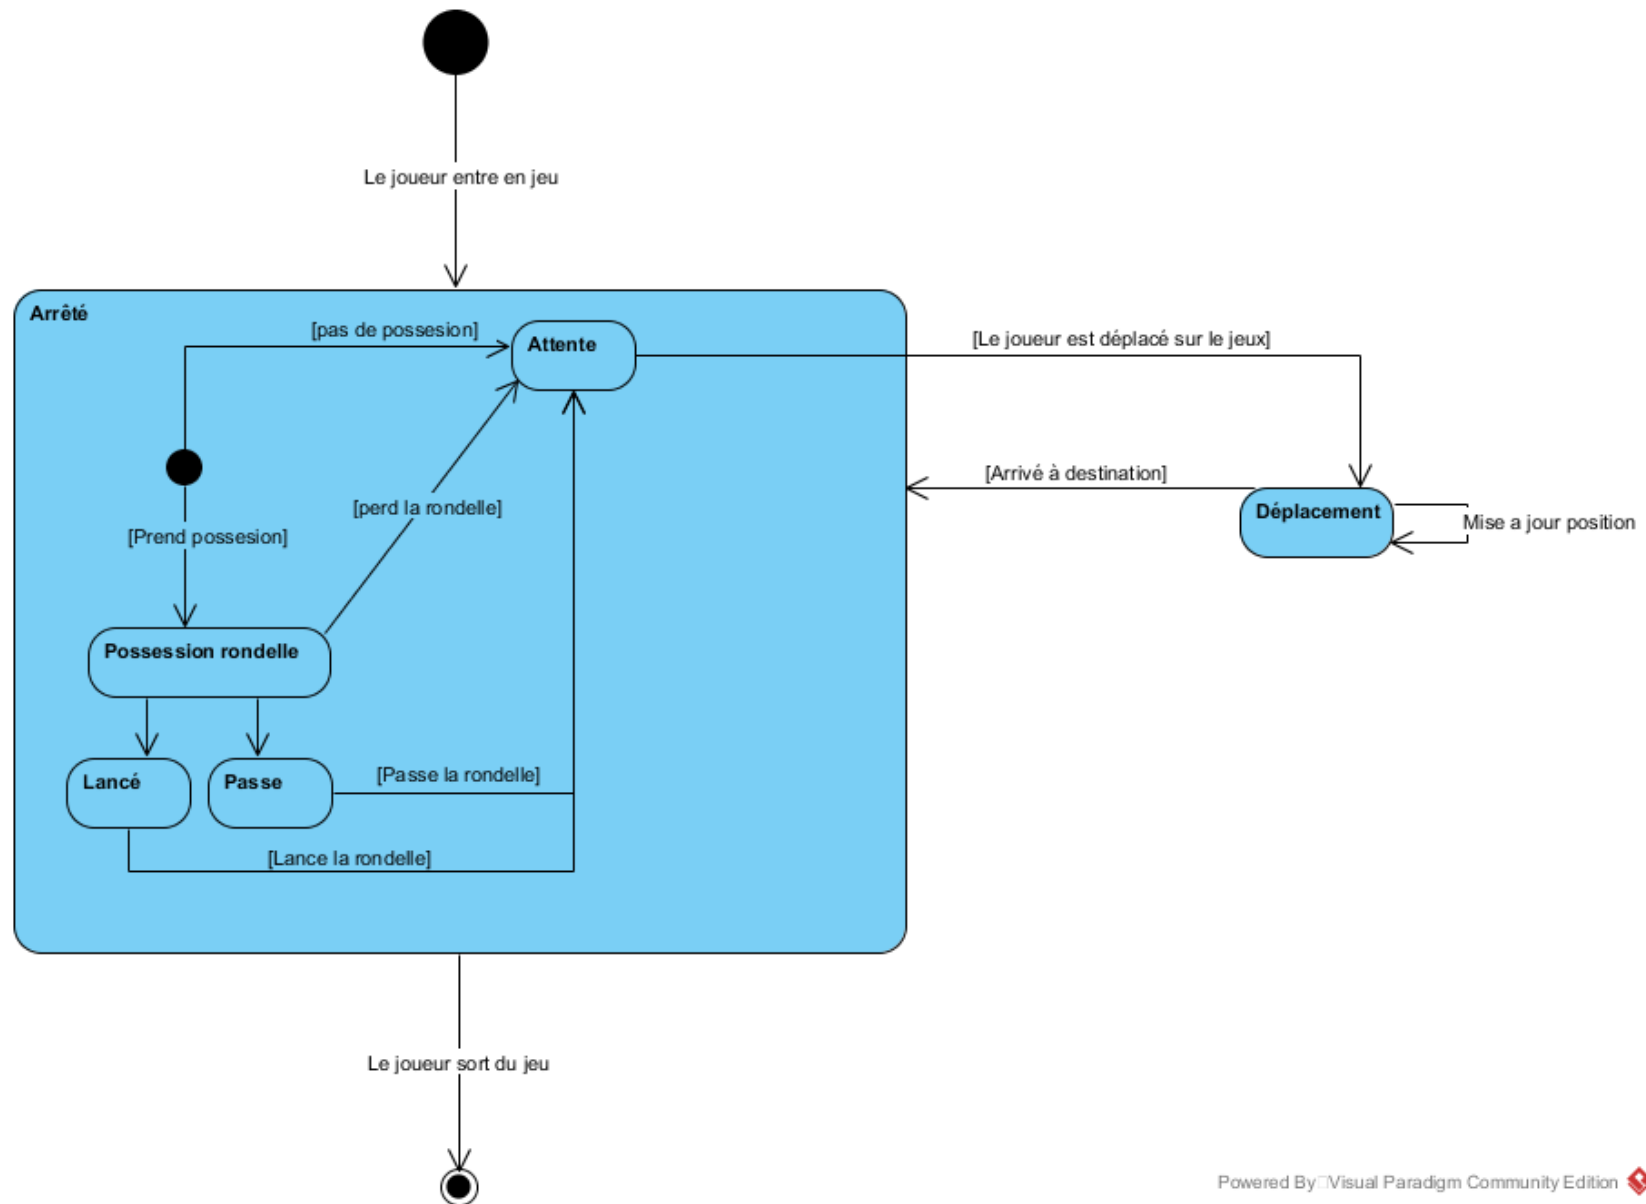 Le joueur entre en jeu
Arrêté
[pas de possesion]
Attente
[Le joueur est déplacé sur le jeux]
[Arrivé à destination]
[perd la rondelle]
Déplacement
Mise a jour position
[Prend possesion]
Possession rondelle
Lancé
Passe
[Passe la rondelle]
[Lance la rondelle]
Le joueur sort du jeu
Powered By Visual Paradigm Community Edition